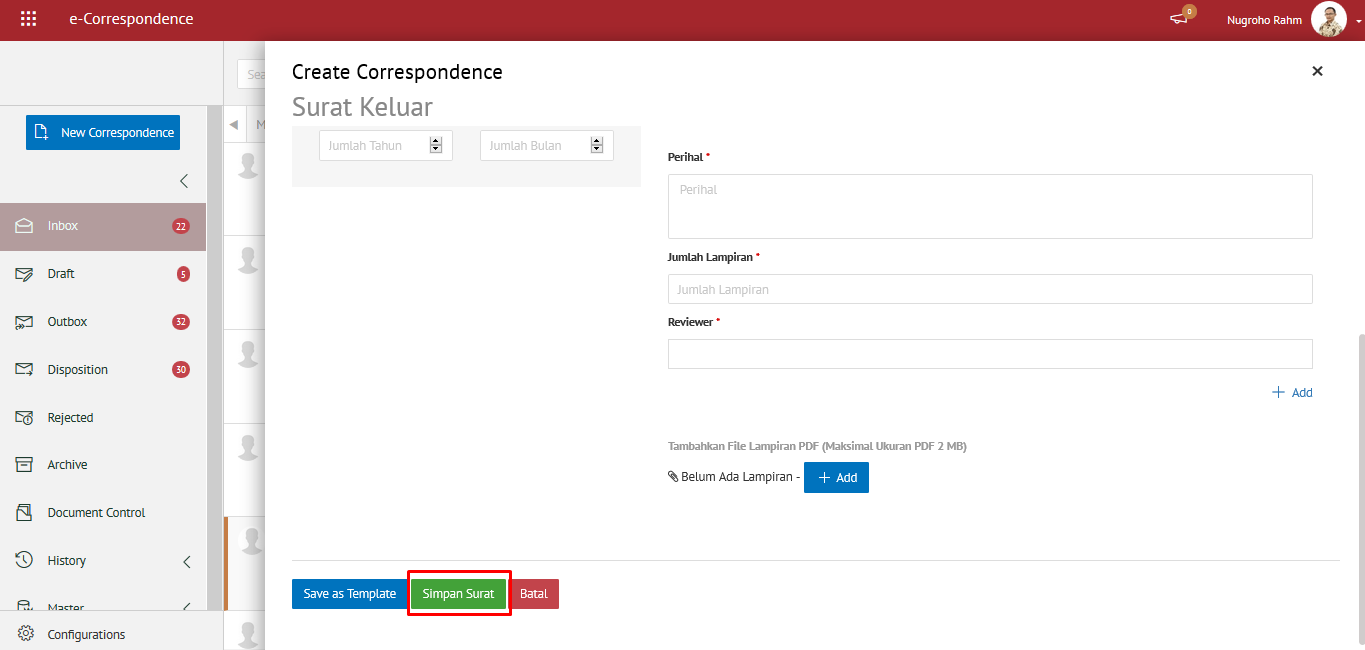 e-Correspondence
0
Nugroho Rahm
Sea
Create Correspondence
Surat Keluar
New Correspondence
M
Jumlah Tahun
Jumlah Bulan
Perihal *
Perihal
Inbox 22
Draft 5
Outbox 32
Disposition 30
Rejected
Archive
Document Control
History
Master
Configurations
Jumlah Lampiran *
Jumlah Lampiran
Reviewer *
+ Add
Tambahkan File Lampiran PDF (Maksimal Ukuran PDF 2 MB)
Belum Ada Lampiran - + Add
Save as Template
Simpan Surat
Batal